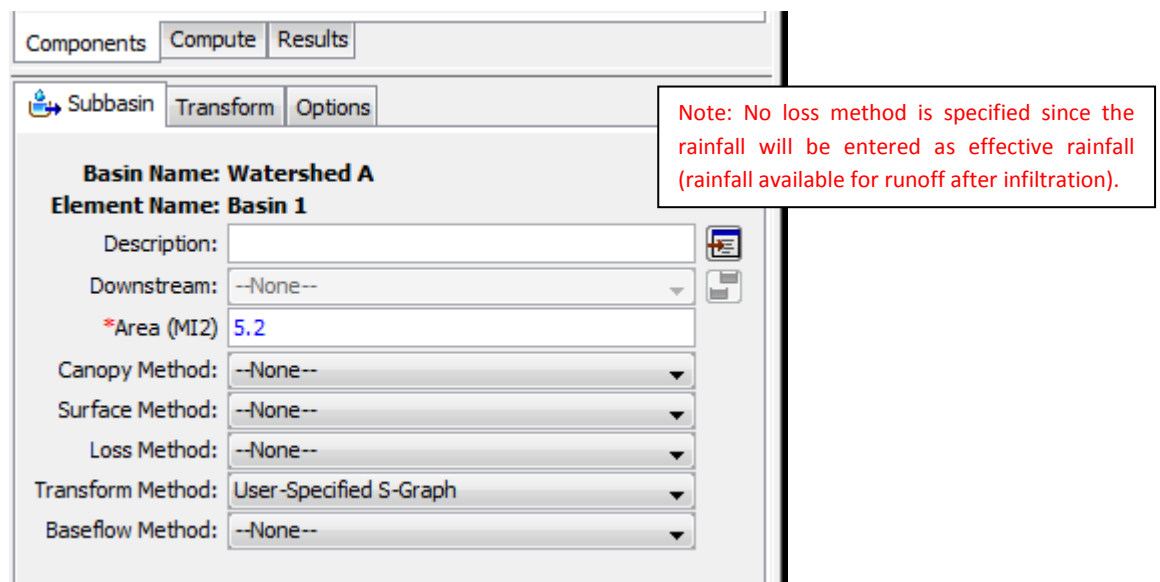 Components Compute Results
Subbasin Transform Options
Note: No loss method is specified since the
rainfall will be entered as effective rainfall
(rainfall available for runoff after infiltration).
Basin Name: Watershed A
Element Name: Basin 1
Description:
Downstream: --None--
*Area (MI2) 5.2
Canopy Method: --None--
Surface Method: --None--
Loss Method: --None--
Transform Method: User-Specified S-Graph
Baseflow Method: --None--